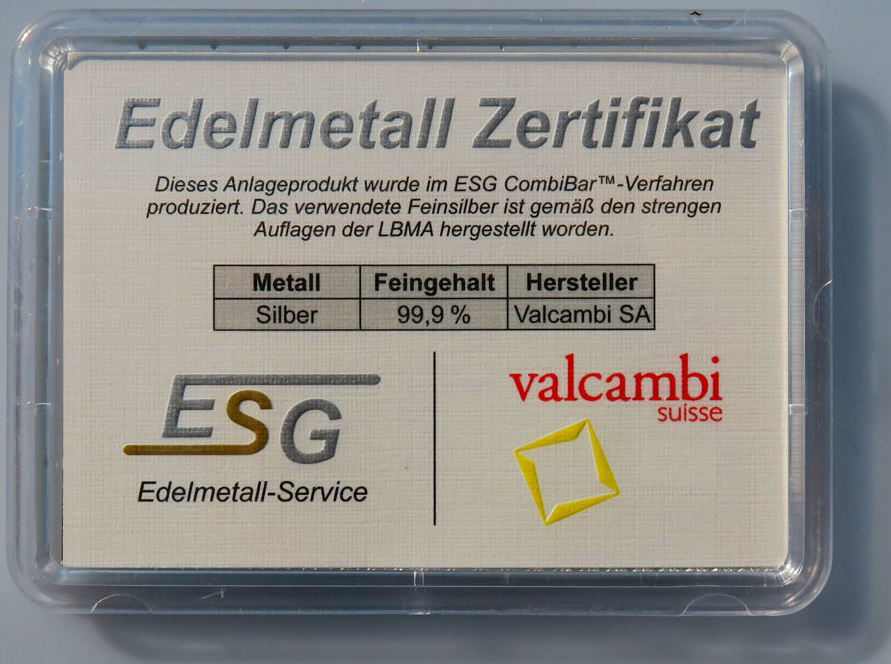 Edelmetall Zertifikat
Dieses Anlageprodukt wurde im ESG CombiBar™-Verfahren
produziert. Das verwendete Feinsilber ist gemäß den strengen
Auflagen der LBMA hergestellt worden.
Metall Feingehalt Hersteller
Silber 99,9 % Valcambi SA
ESG
Edelmetall-Service
valcambi
suisse